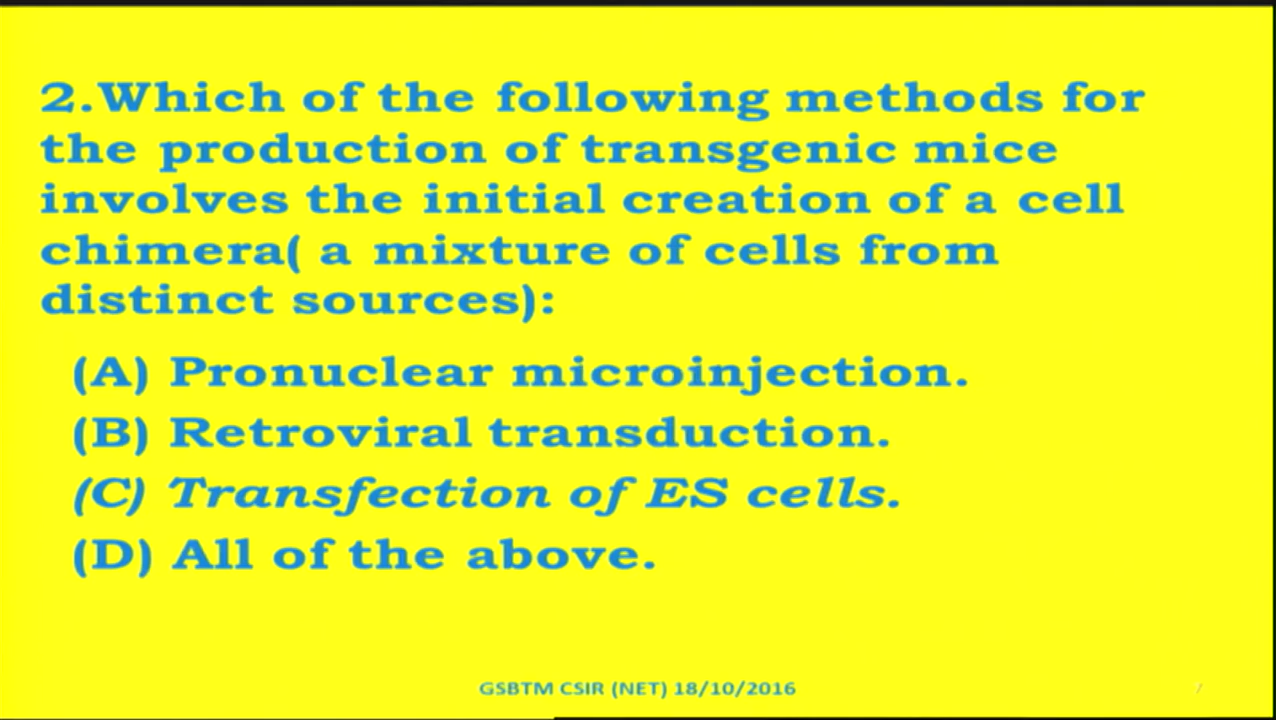 2.Which of the following methods for
the production of transgenic mice
involves the initial creation of a cell
chimera( a mixture of cells from
distinct sources):
(A) Pronuclear microinjection.
(B) Retroviral transduction.
(C) Transfection of ES cells.
(D) All of the above.
GSBTM CSIR (NET) 18/10/2016
7